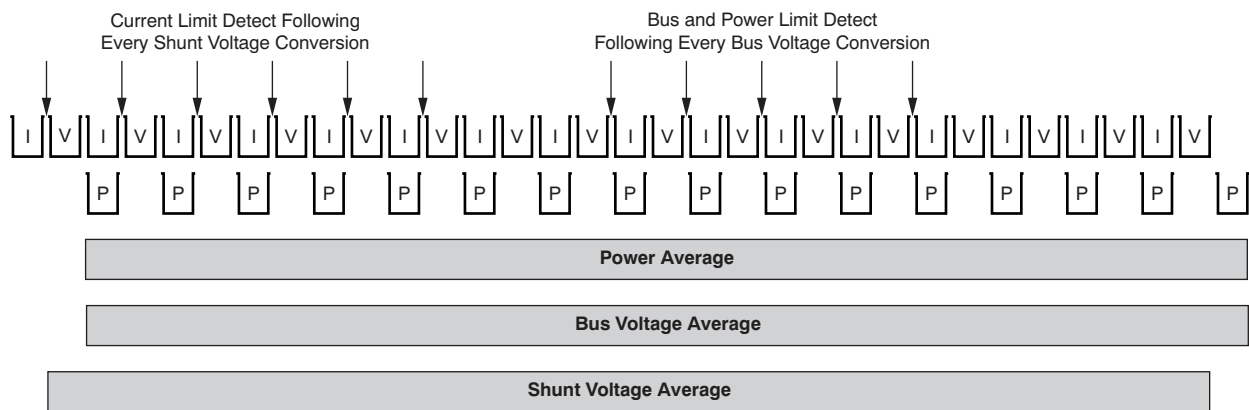 Current Limit Detect Following
Every Shunt Voltage Conversion
Bus and Power Limit Detect
Following Every Bus Voltage Conversion
I V I V I V I V I V I V I V I V I V I V I V I V I V I V I V I V
P P P P P P P P P P P P P P P P
Power Average
Bus Voltage Average
Shunt Voltage Average